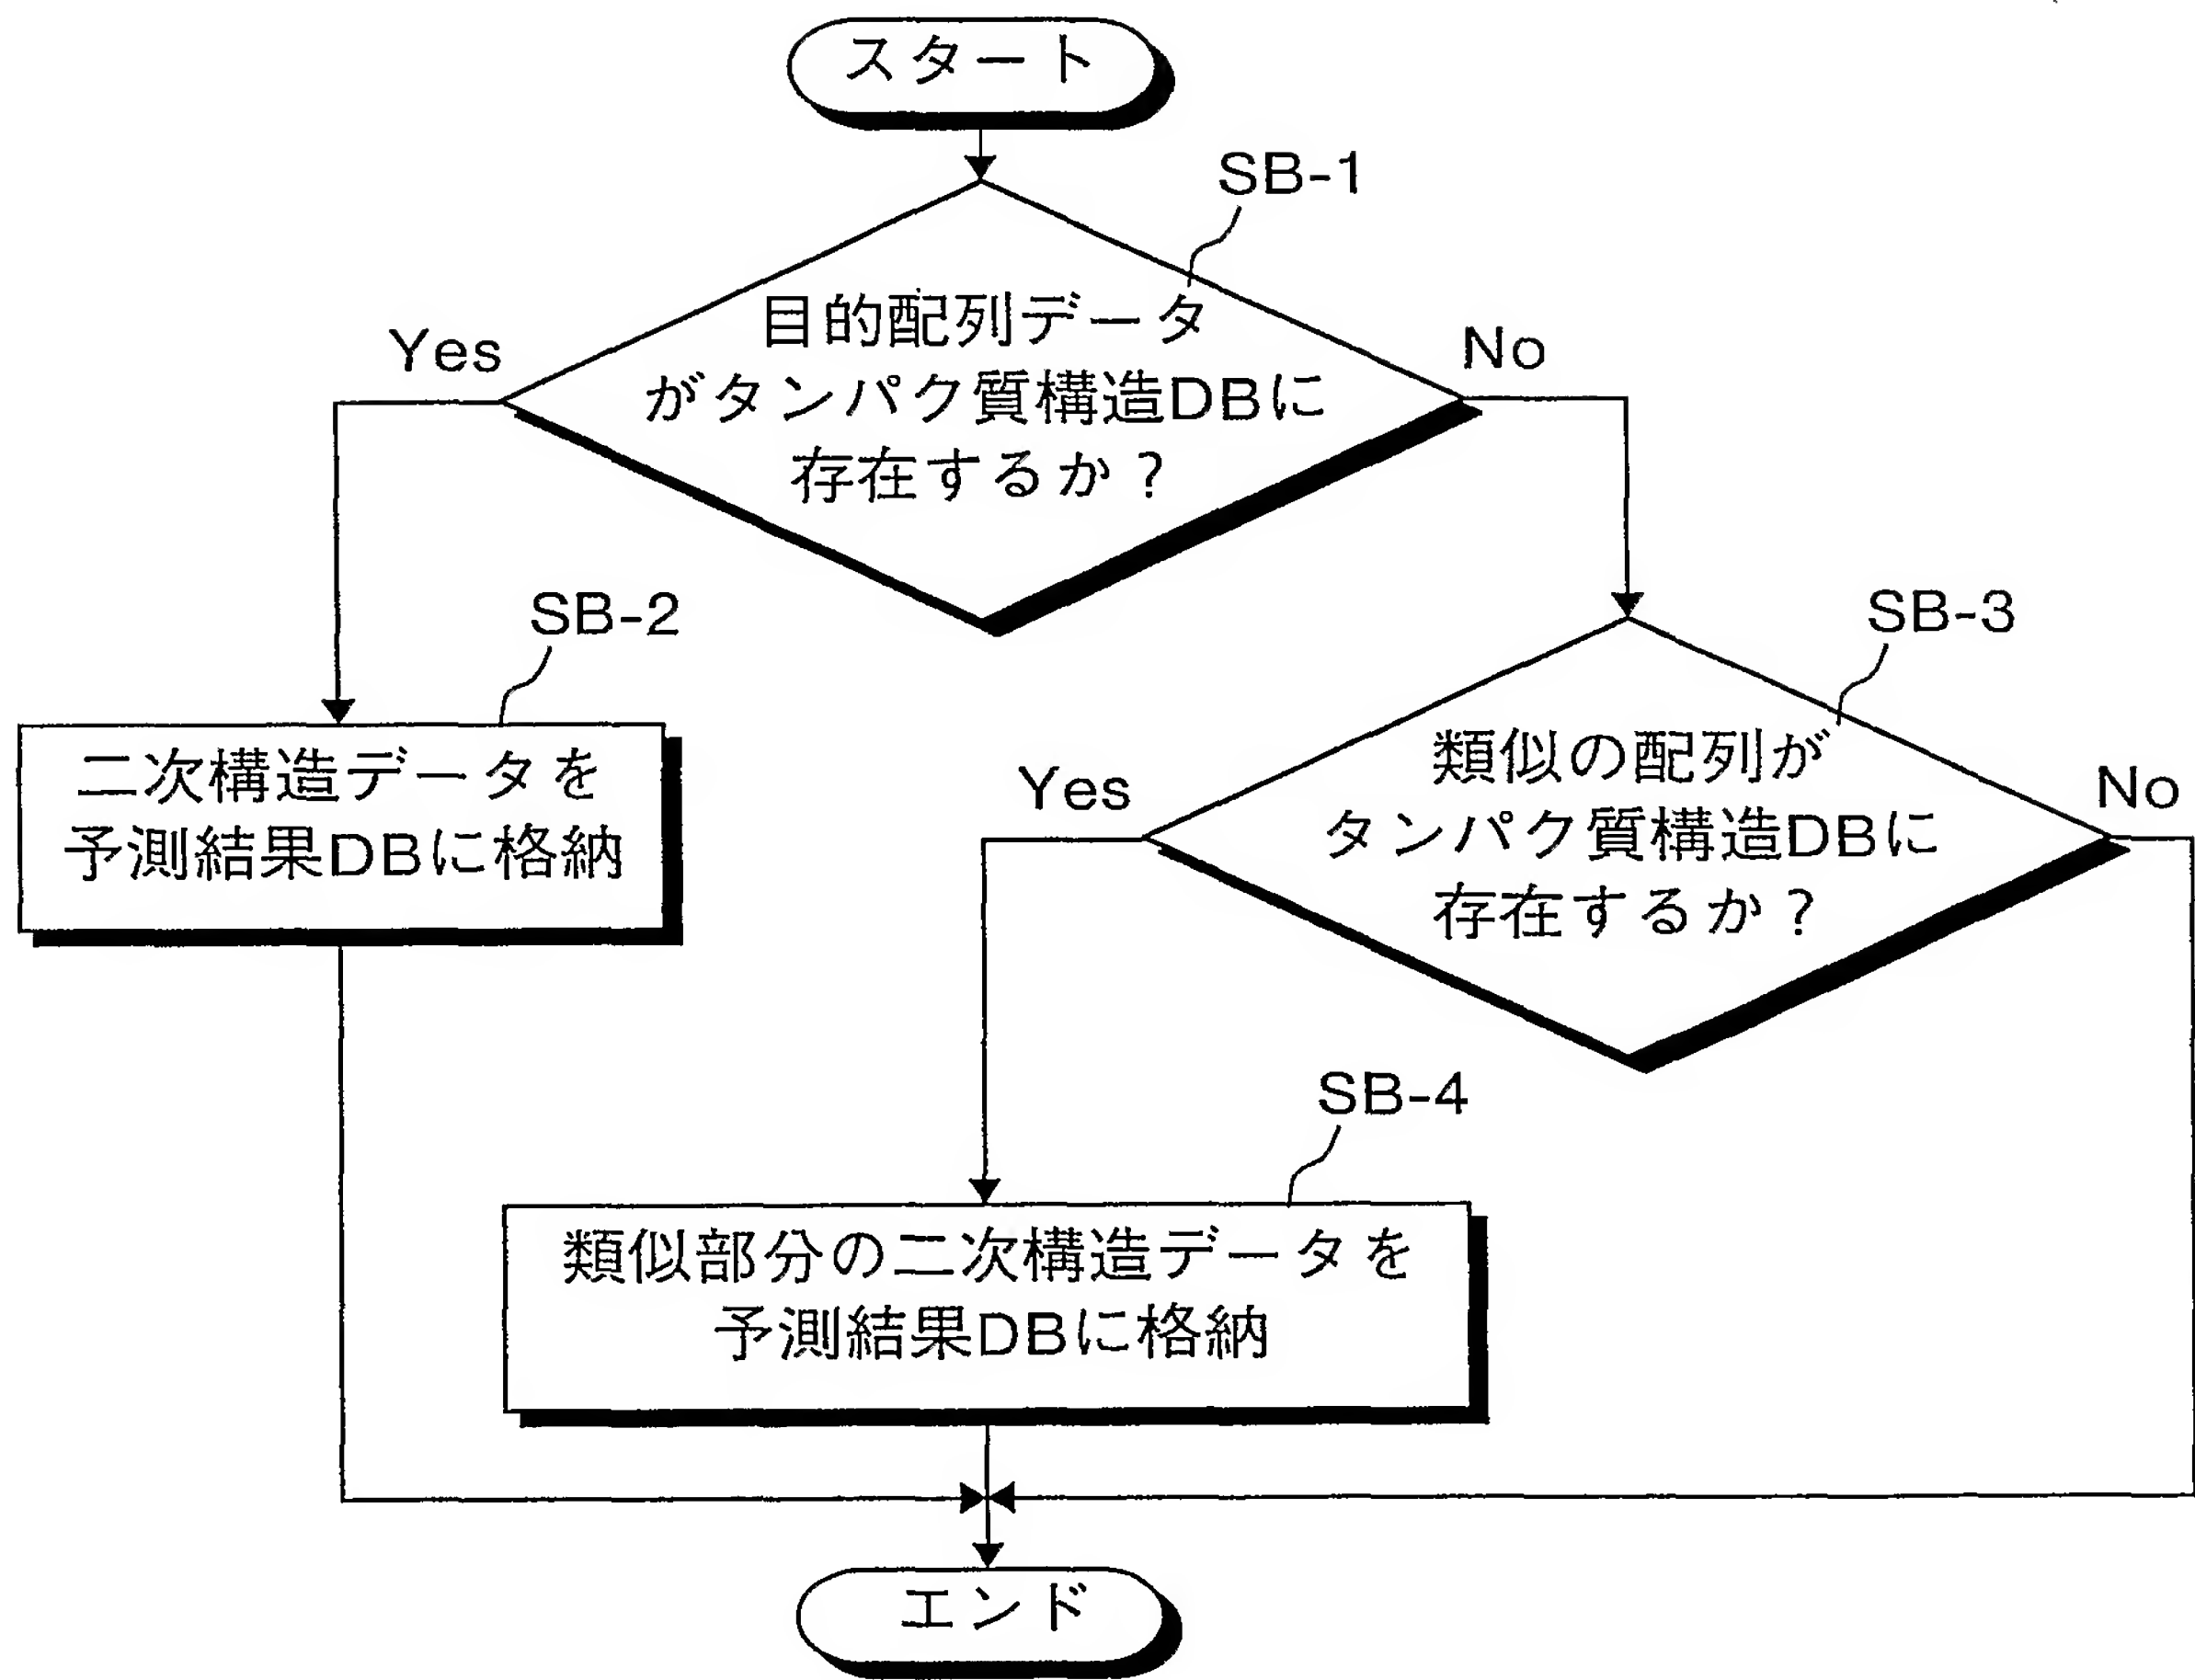 スタート
SB-1
目的配列データ
がタンパク質構造DBに
存在するか？
Yes
No
SB-2
二次構造データを
予測結果DBに格納
SB-3
類似の配列が
タンパク質構造DBに
存在するか？
Yes
No
SB-4
類似部分の二次構造データを
予測結果DBに格納
エンド